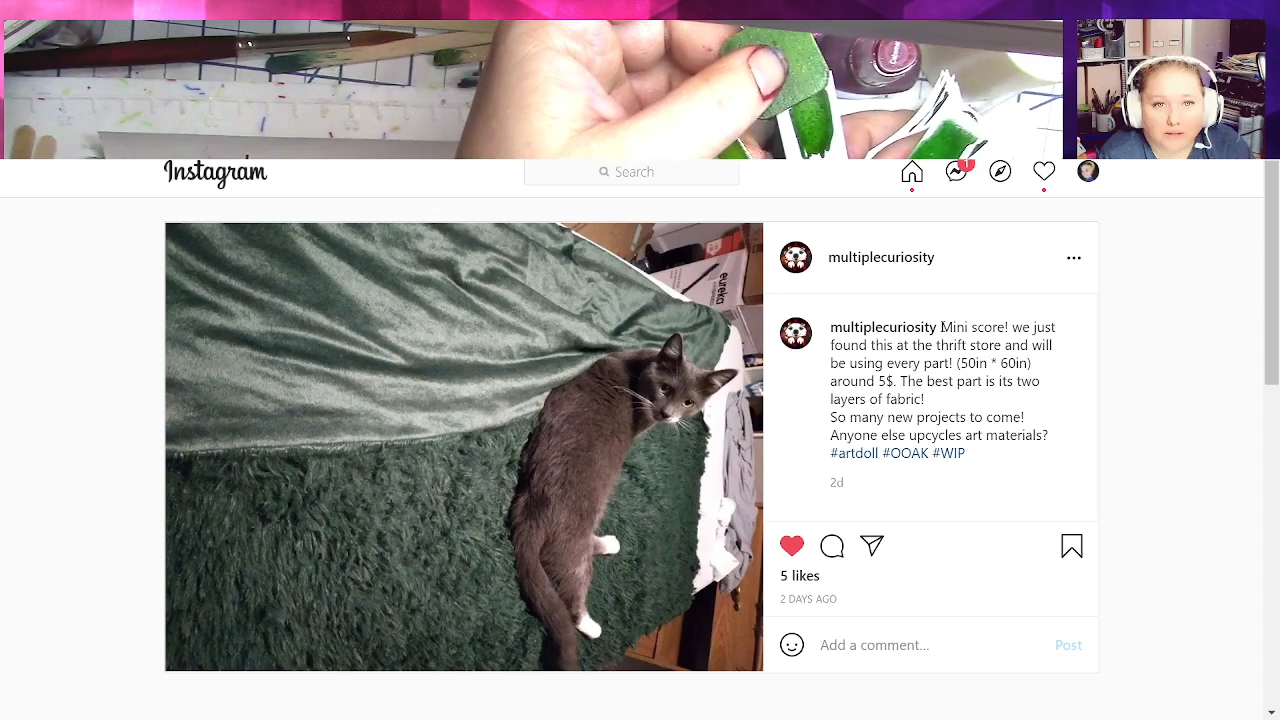 Instagram
Search
1
multiplecuriosity
multiplecuriosity Mini score! we just
found this at the thrift store and will
be using every part! (50in * 60in)
around 5$. The best part is its two
layers of fabric!
So many new projects to come!
Anyone else upcycles art materials?
#artdoll #OOAK #WIP
2d
5 likes
2 DAYS AGO
Add a comment...
Post
eureka